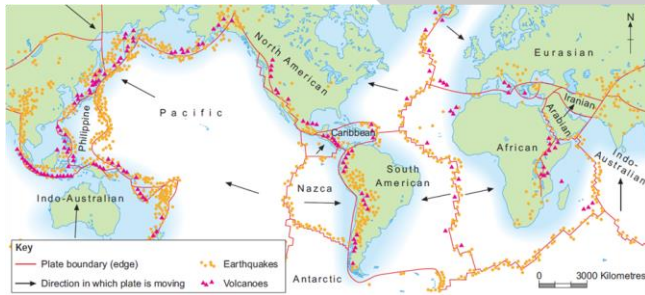 North American
Eurasian
N
Pacific
Philippine
Caribbean
Iranian
Arabian
African
South
American
Indo-
Australian
Nazca
Indo-Australian
Antarctic
Key
Plate boundary (edge)
Earthquakes
Direction in which plate is moving
Volcanoes
0
3000 Kilometres